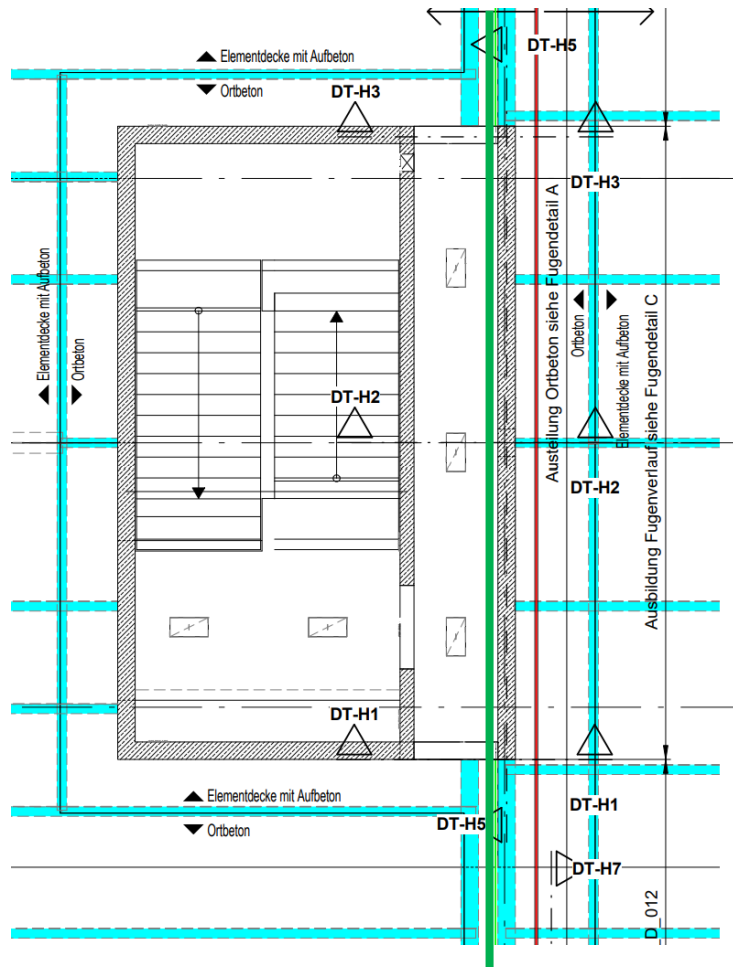 DT-H5
Elementdecke mit Aufbeton
Ortbeton
DT-H3
DT-H3
Austeilung Ortbeton siehe Fugendetail A
Ortbeton
Elementdecke mit Aufbeton
Ausbildung Fugenverlauf siehe Fugendetail C
Elementdecke mit Aufbeton
Ortbeton
DT-H2
DT-H2
DT-H1
DT-H1
Elementdecke mit Aufbeton
Ortbeton
DT-H5
DT-H7
D_012